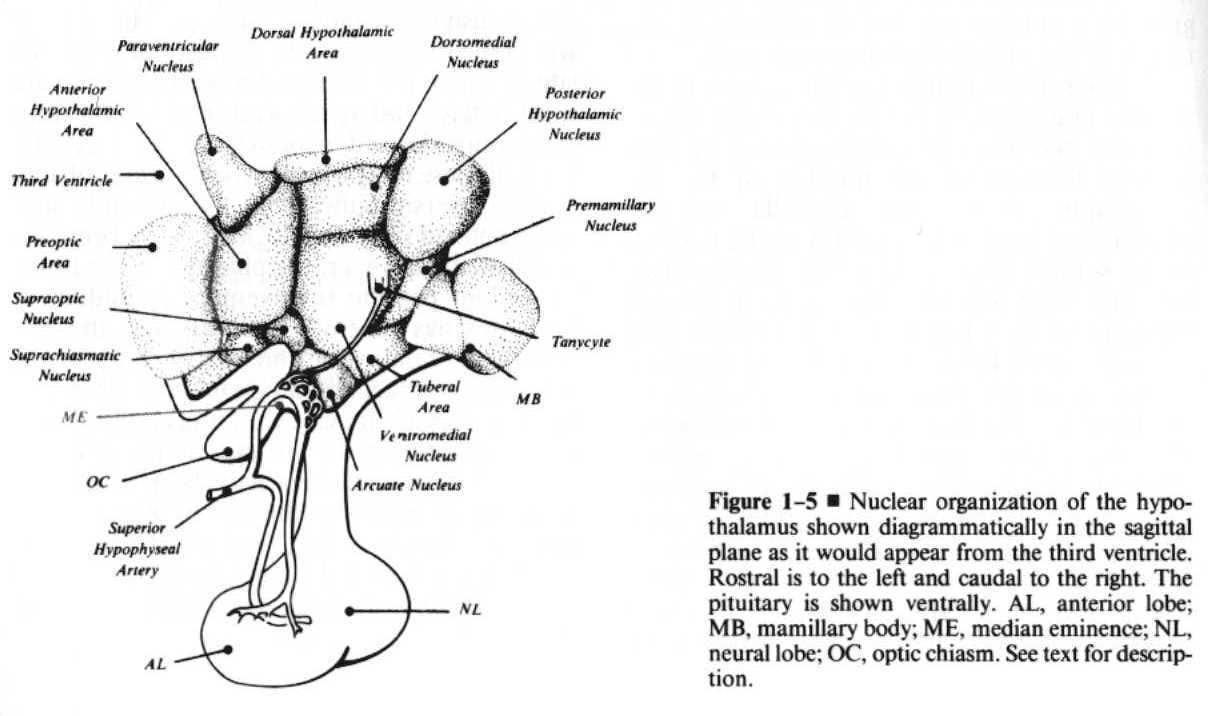 Dorsal Hypothalamic
Area
Paraventricular
Nucleus
Dorsomedial
Nucleus
Anterior
Hypothalamic
Area
Posterior
Hypothalamic
Nucleus
Third Ventricle
Premamillary
Nucleus
Preoptic
Area
Supraoptic
Nucleus
Suprachiasmatic
Nucleus
Tanycyte
Tuberal
Area
MB
ME
Ventromedial
Nucleus
OC
Arcuate Nucleus
Superior
Hypophyseal
Artery
NL
AL
Figure 1–5 ■ Nuclear organization of the hypo-
thalamus shown diagrammatically in the sagittal
plane as it would appear from the third ventricle.
Rostral is to the left and caudal to the right. The
pituitary is shown ventrally. AL, anterior lobe;
MB, mamillary body; ME, median eminence; NL,
neural lobe; OC, optic chiasm. See text for descrip-
tion.